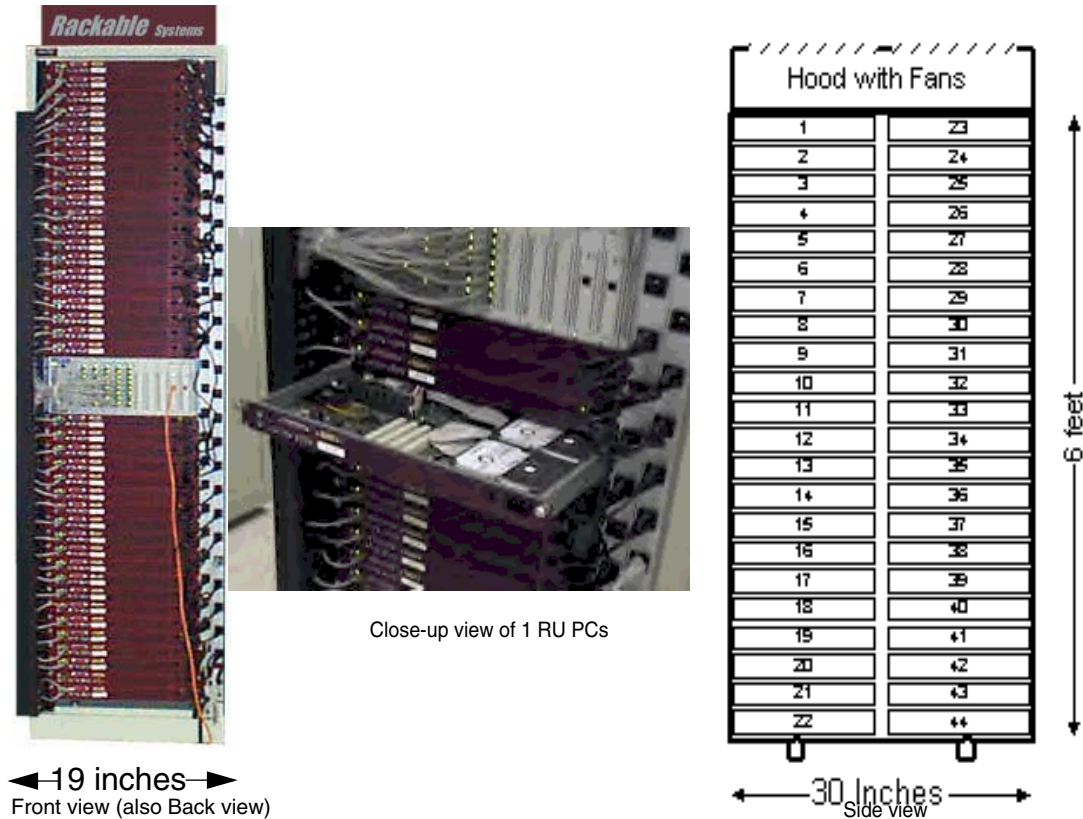 Rackable Systems
Close-up view of 1 RU PCs
19 inches
Front view (also Back view)
Hood with Fans
1 23
2 24
3 25
4 26
5 27
6 28
7 29
8 30
9 31
10 32
11 33
12 34
13 35
14 36
15 37
16 38
17 39
18 40
19 41
20 42
21 43
22 44
6 feet
30 Inches
Side view